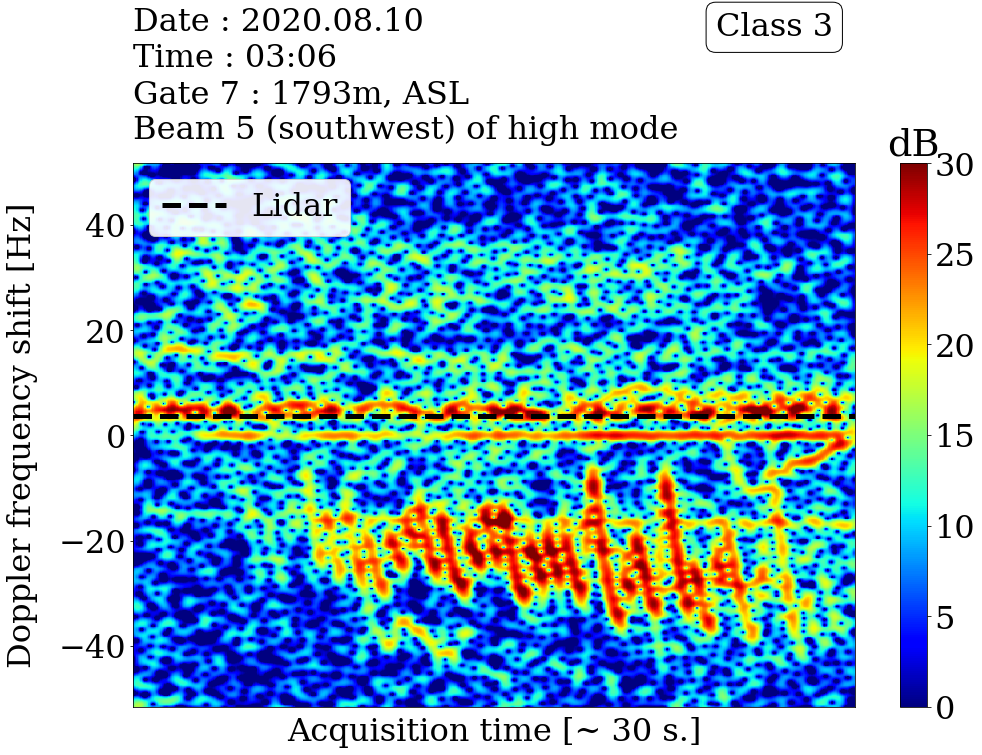 Date : 2020.08.10
Time : 03:06
Gate 7 : 1793m, ASL
Beam 5 (southwest) of high mode
Class 3
dB
Lidar
Doppler frequency shift [Hz]
40
20
0
−20
−40
30
25
20
15
10
5
0
Acquisition time [~ 30 s.]